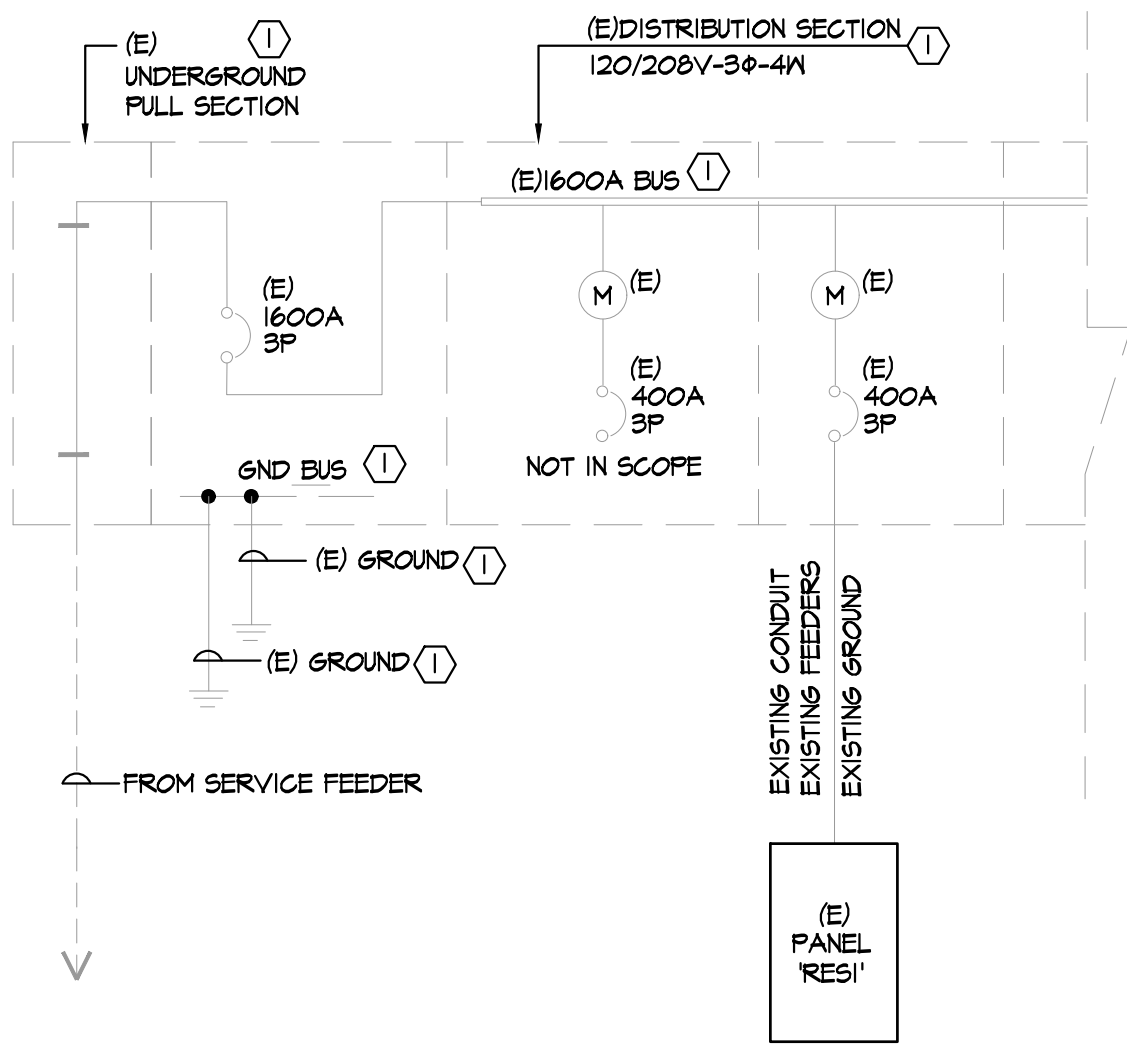 (E)
UNDERGROUND
PULL SECTION
1
(E)DISTRIBUTION SECTION
120/208V-3Φ-4W
1
(E)1600A BUS
1
(E)
1600A
3P
M
(E)
(E)
400A
3P
NOT IN SCOPE
M
(E)
(E)
400A
3P
GND BUS
1
(E) GROUND
1
(E) GROUND
1
FROM SERVICE FEEDER
EXISTING CONDUIT
EXISTING FEEDERS
EXISTING GROUND
(E)
PANEL
'RES1'